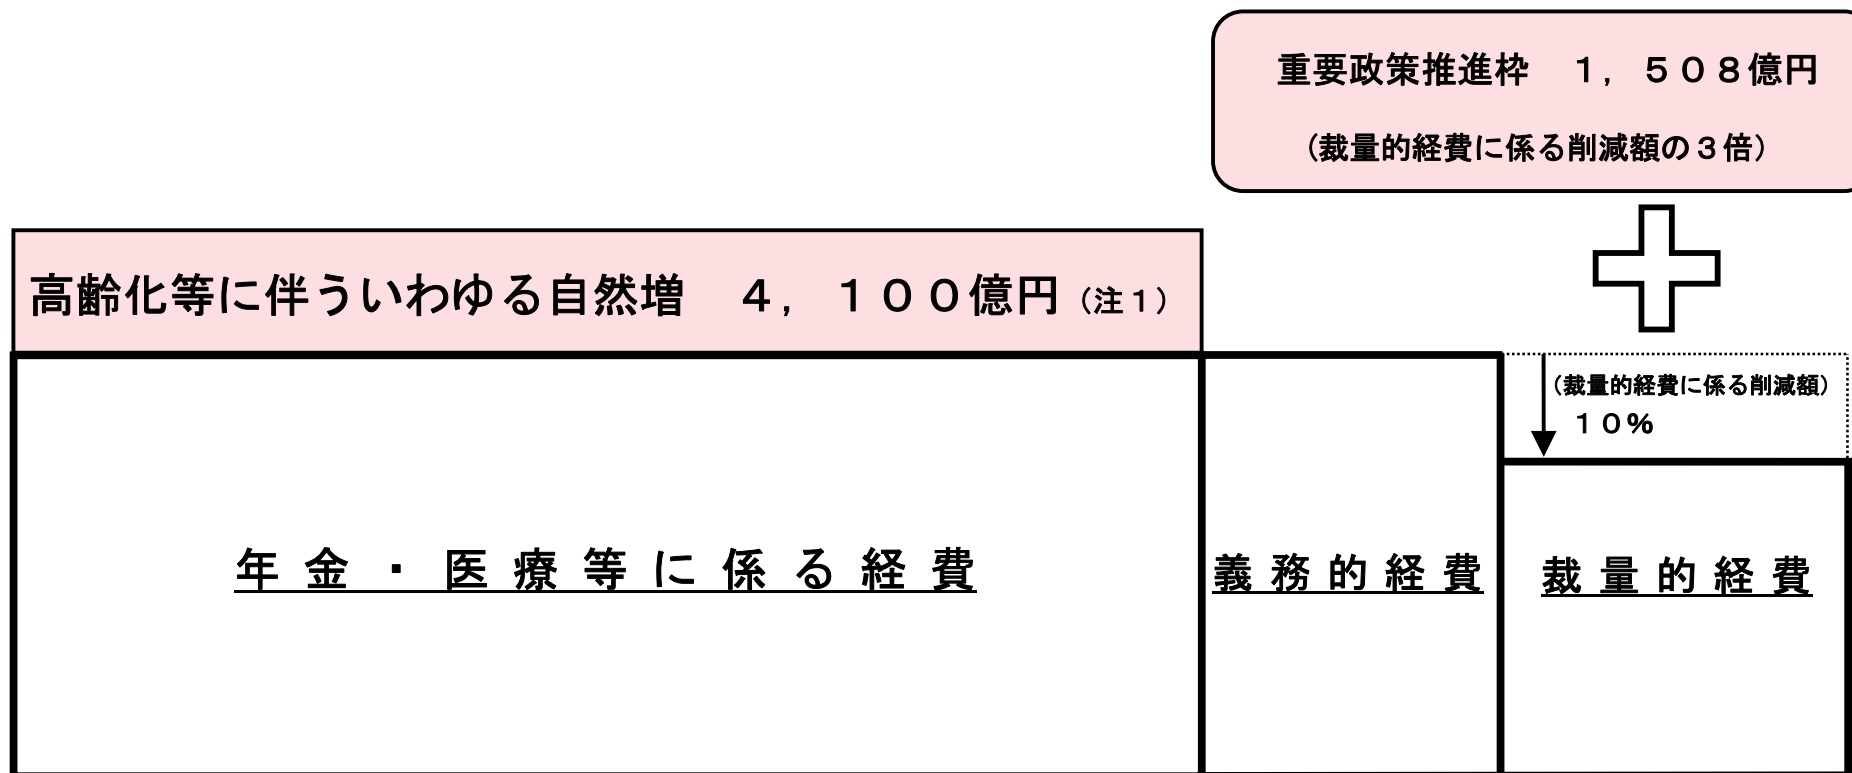 重要政策推進枠　１，５０８億円
（裁量的経費に係る削減額の３倍）
高齢化等に伴ういわゆる自然増　４，１００億円（注１）
（裁量的経費に係る削減額）
１０％
年金・医療等に係る経費
義務的経費
裁量的経費